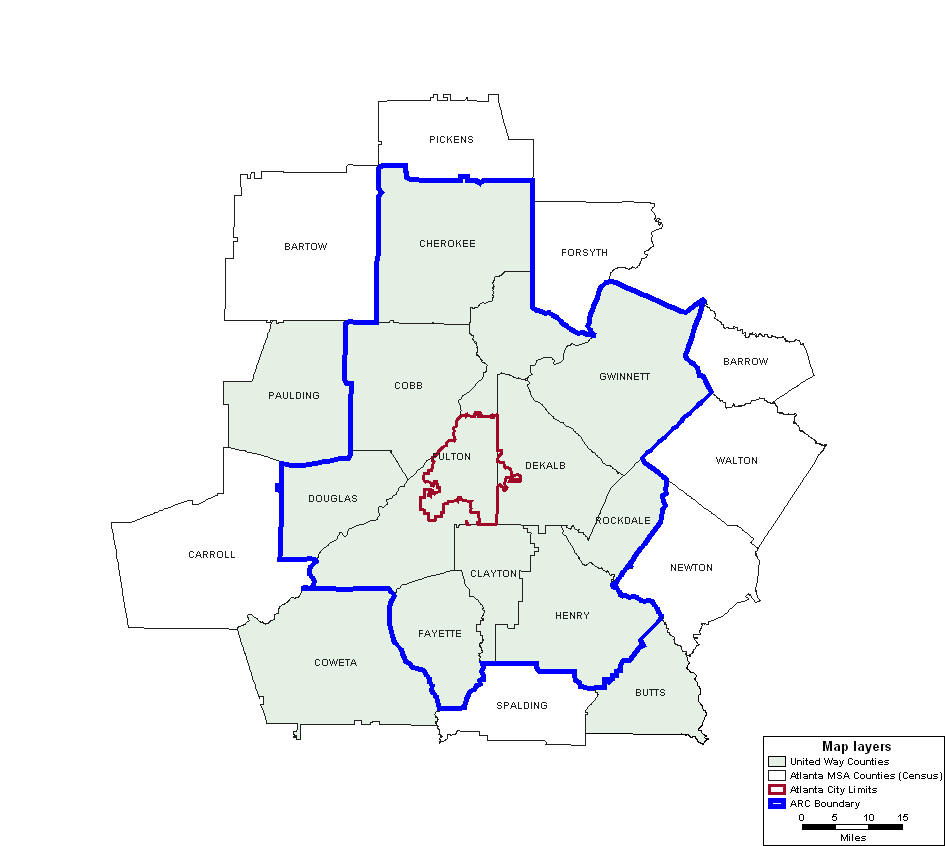 PICKENS
BARTOW
CHEROKEE
FORSYTH
BARROW
GWINNETT
COBB
PAULDING
ULTON
DEKALB
WALTON
DOUGLAS
ROCKDALE
CARROLL
CLAYTON
NEWTON
HENRY
FAYETTE
COWETA
BUTTS
SPALDING
Map layers
United Way Counties
Atlanta MSA Counties (Census)
Atlanta City Limits
ARC Boundary
0 5 10 15
Miles